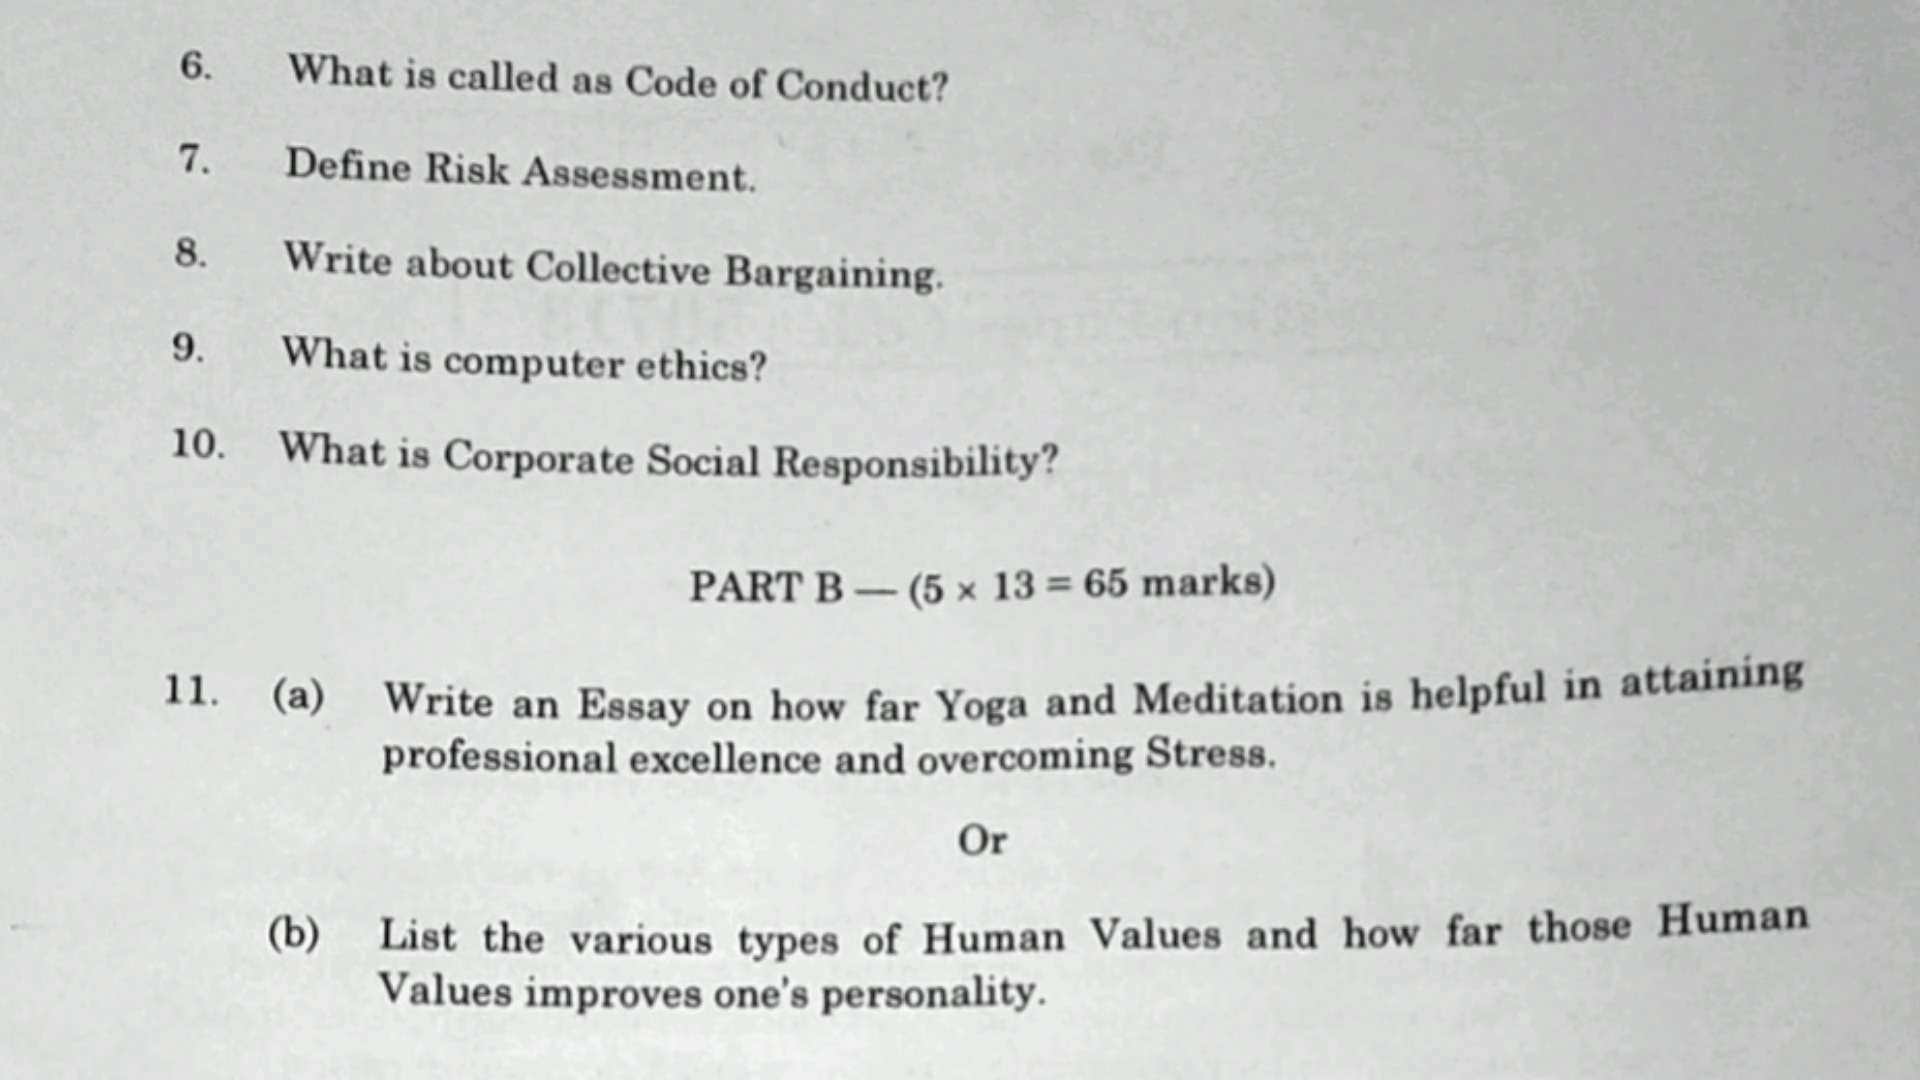 6. What is called as Code of Conduct?
7. Define Risk Assessment.
8. Write about Collective Bargaining.
9. What is computer ethics?
10. What is Corporate Social Responsibility?
PART B — (5 × 13 = 65 marks)
11. (a) Write an Essay on how far Yoga and Meditation is helpful in attaining
professional excellence and overcoming Stress.
Or
(b) List the various types of Human Values and how far those Human
Values improves one's personality.